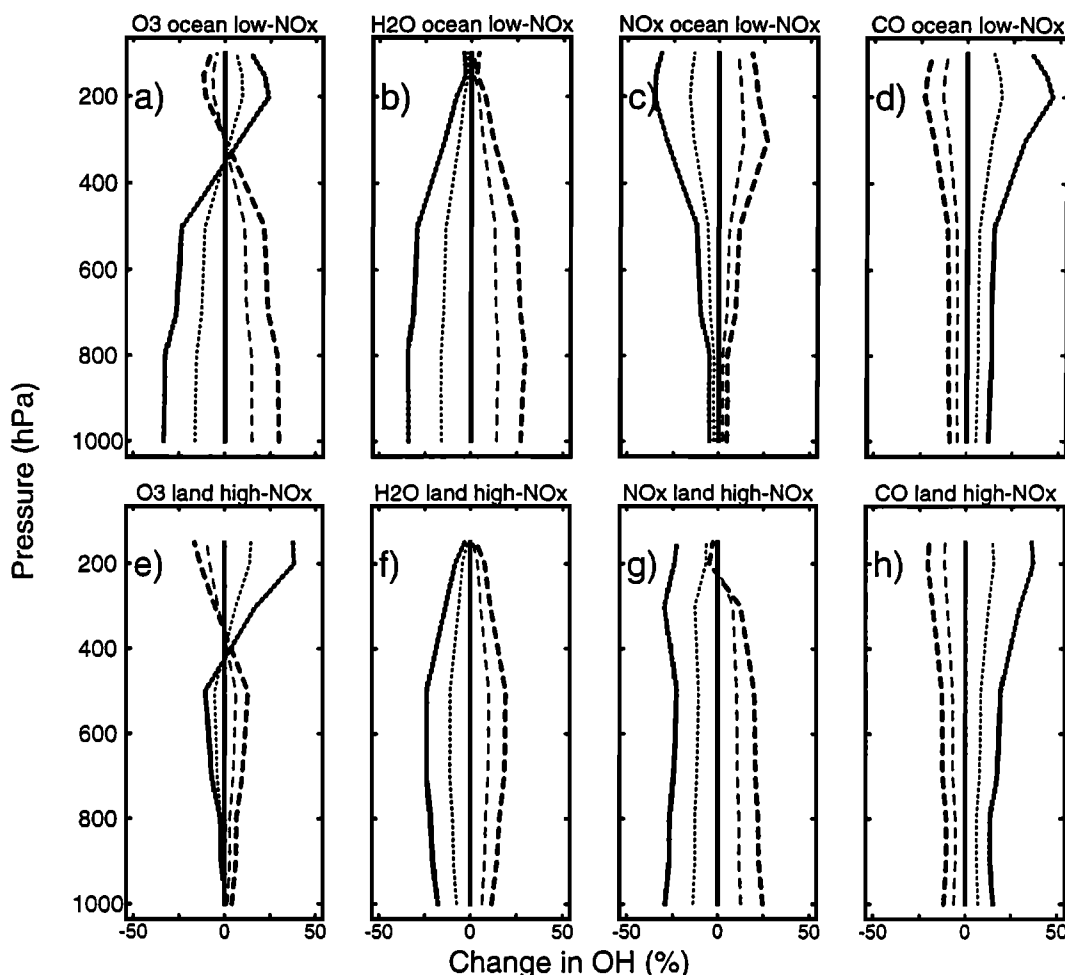 O3 ocean low-NOx
H2O ocean low-NOx
NOx ocean low-NOx
CO ocean low-NOx
a)
b)
c)
d)
200
400
600
800
1000
Pressure (hPa)
O3 land high-NOx
H2O land high-NOx
NOx land high-NOx
CO land high-NOx
e)
f)
g)
h)
200
400
600
800
1000
-50 0 50
-50 0 50
-50 0 50
-50 0 50
Change in OH (%)